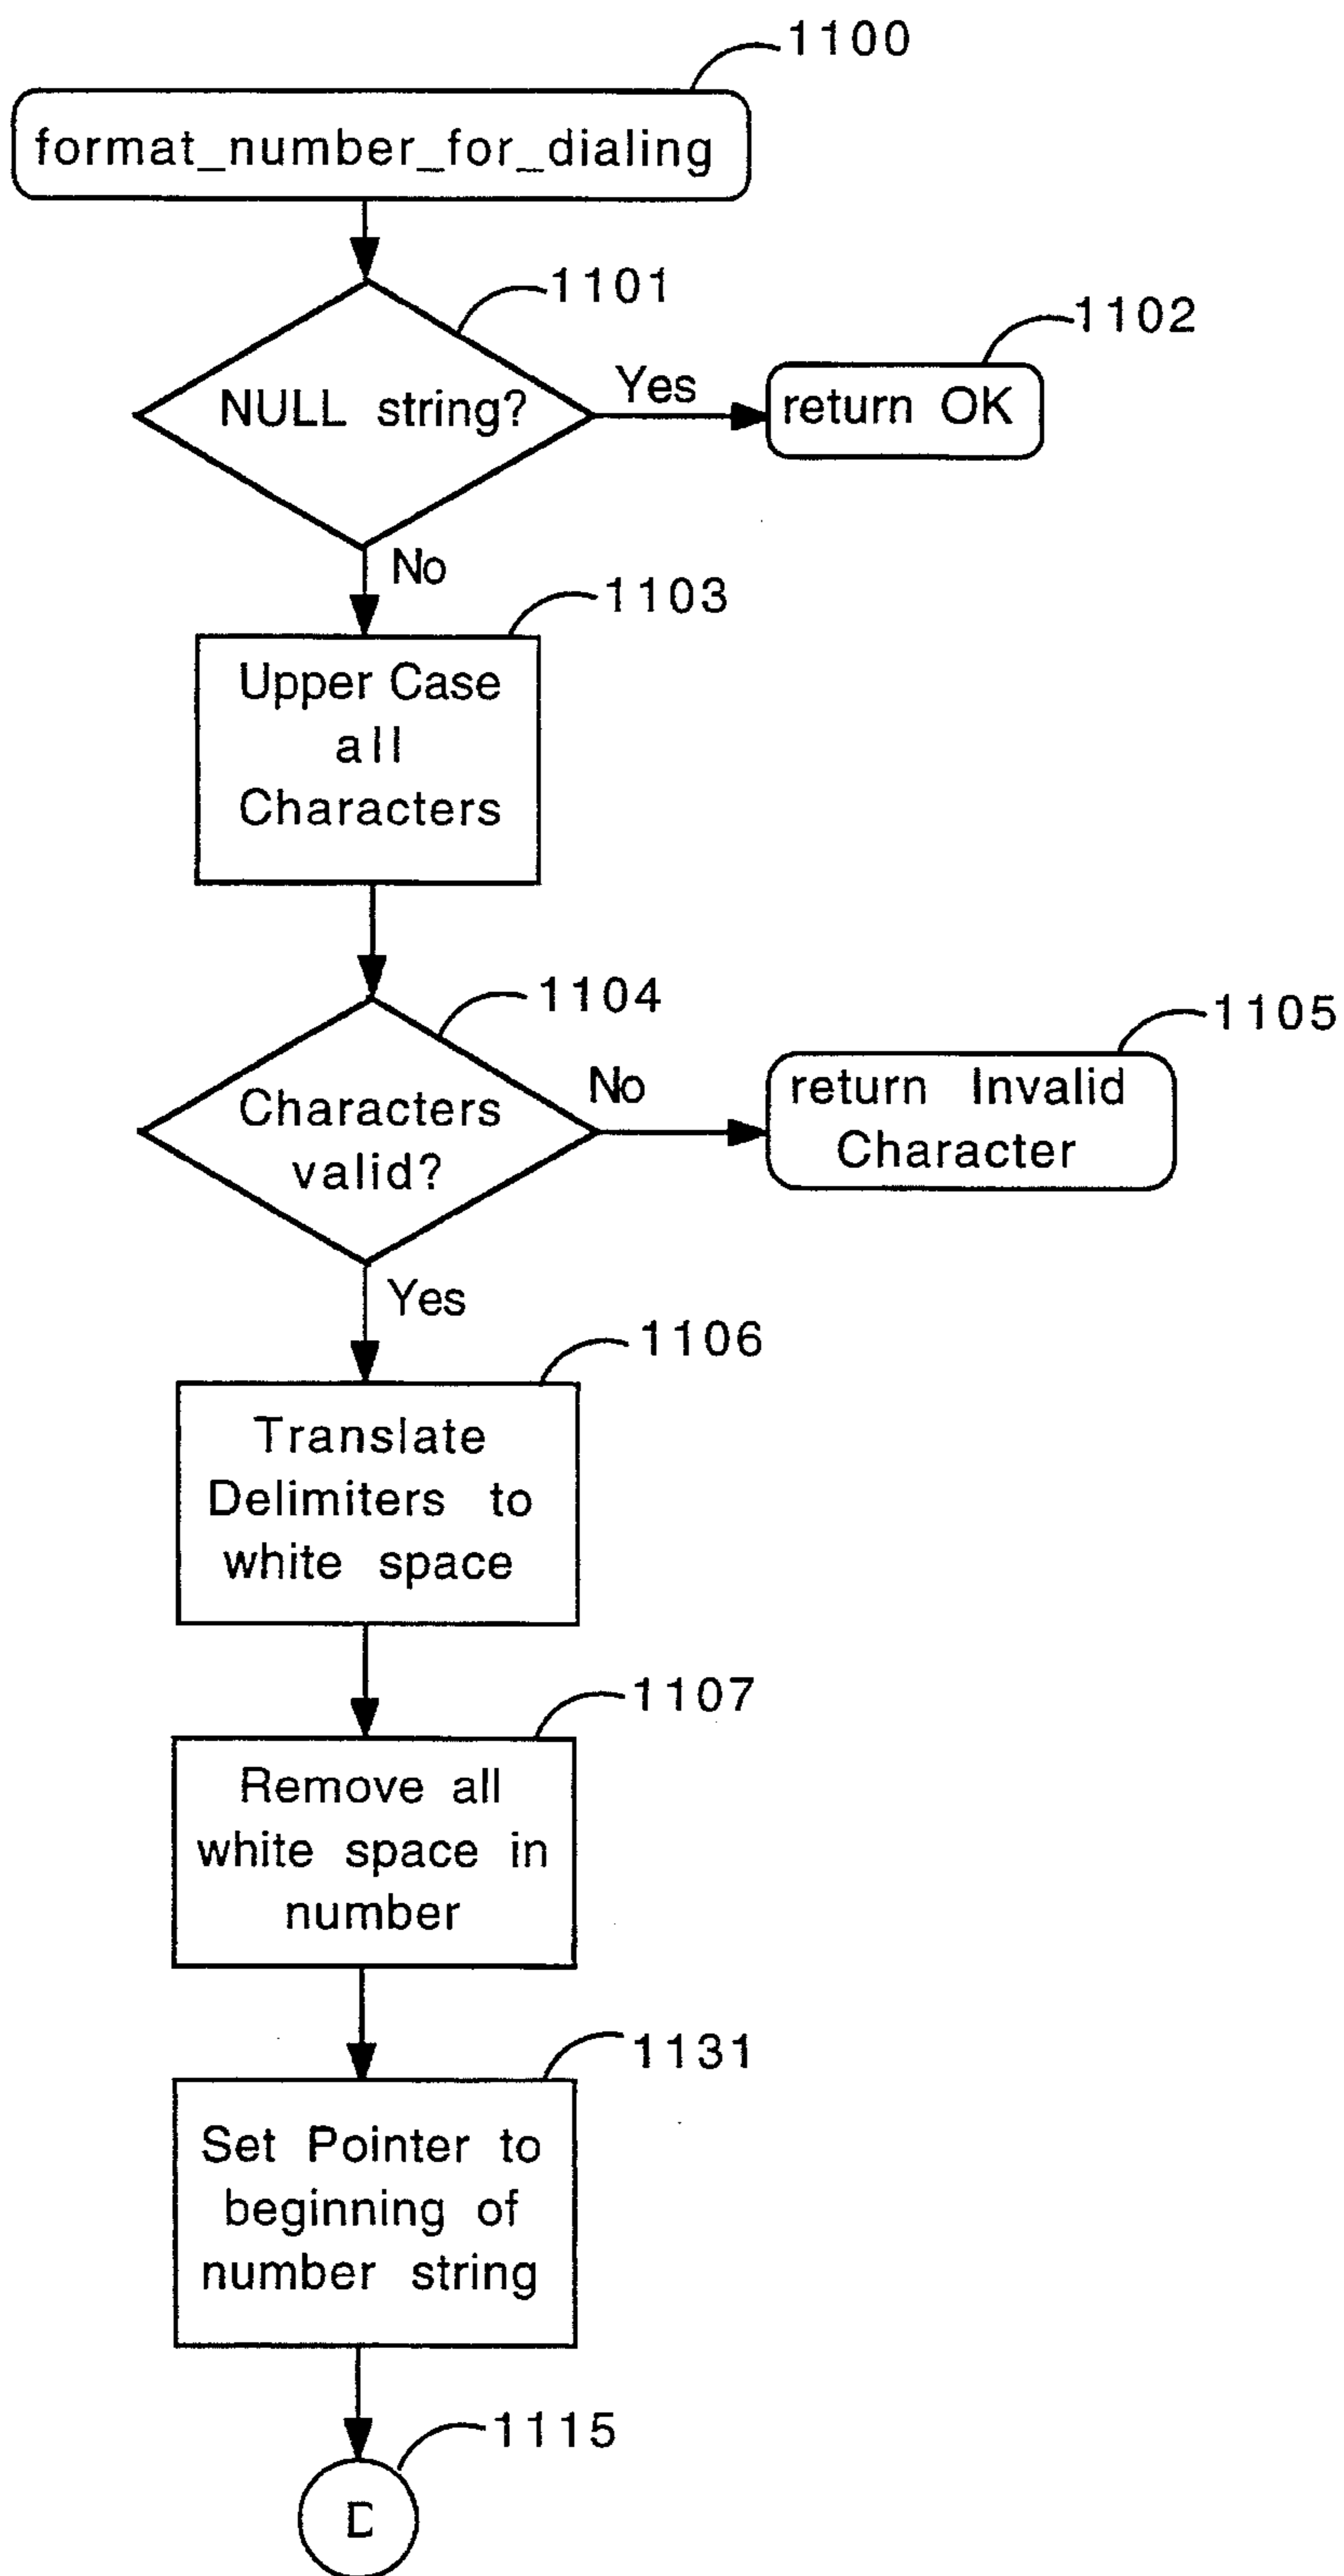 1100
format_number_for_dialing
1101
1102
NULL string?
Yes
return OK
No
1103
Upper Case
all
Characters
1104
1105
Characters
valid?
No
return Invalid
Character
Yes
1106
Translate
Delimiters to
white space
1107
Remove all
white space in
number
1131
Set Pointer to
beginning of
number string
1115
D